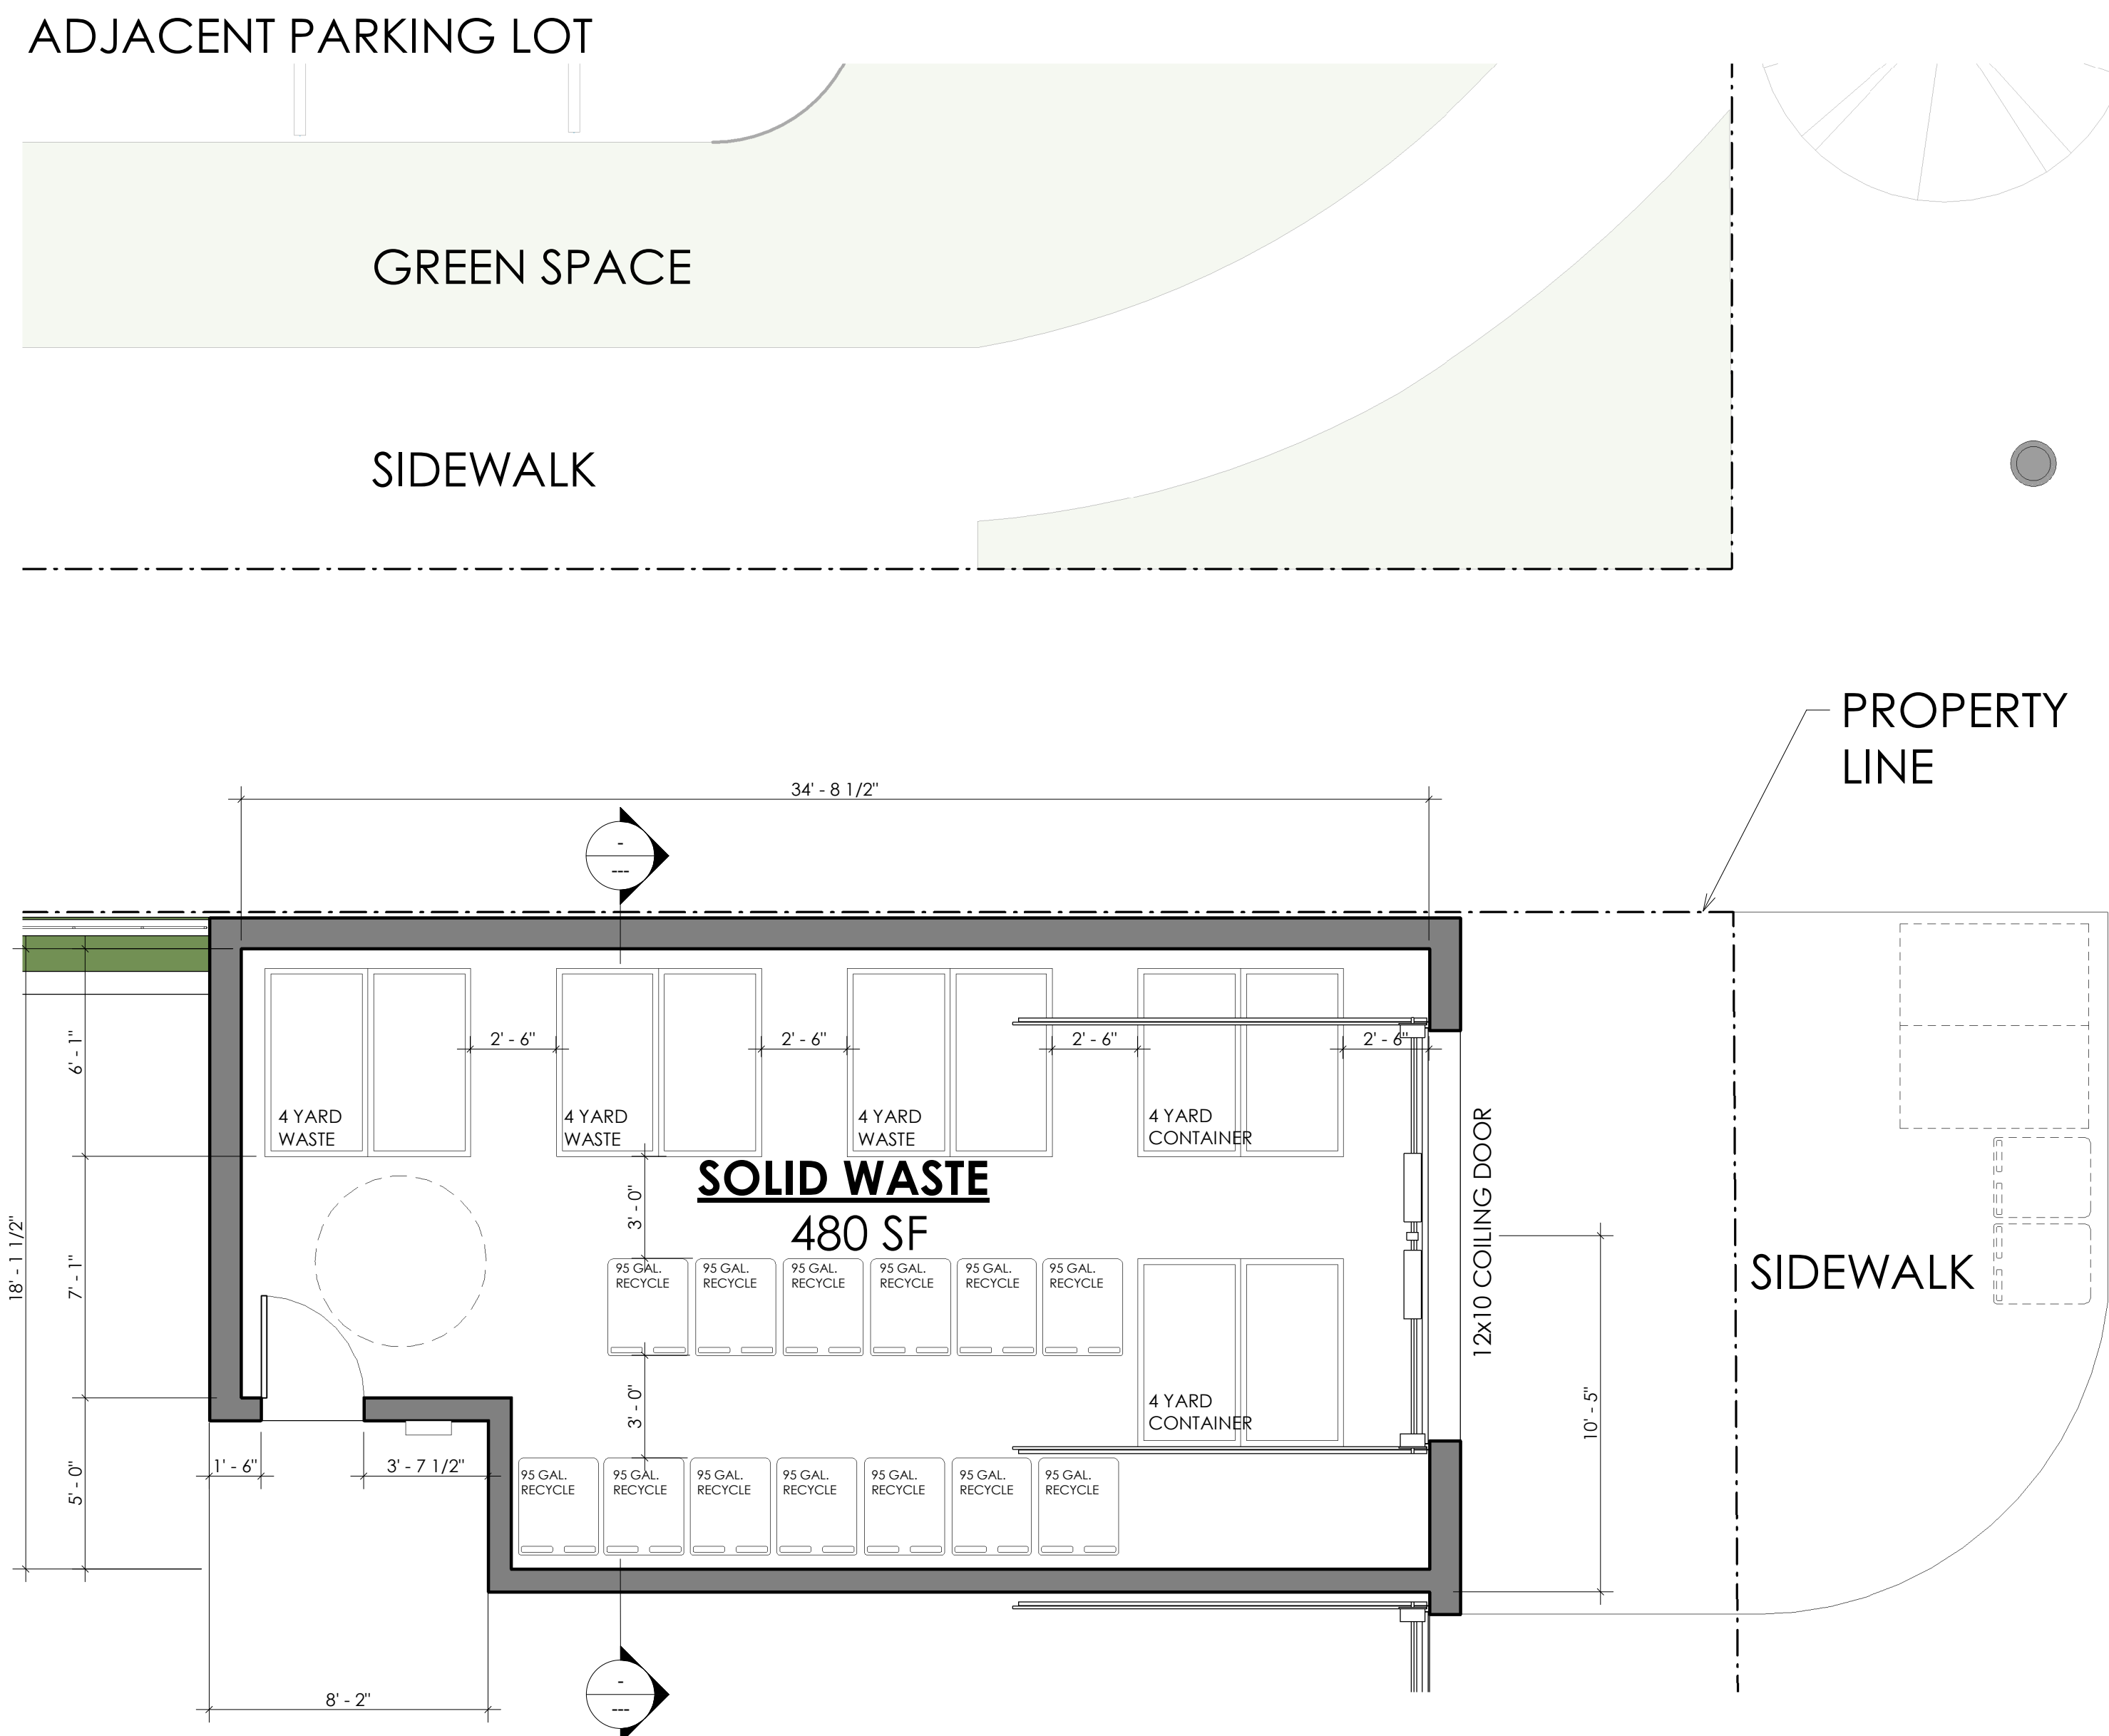 ADJACENT PARKING LOT
GREEN SPACE
SIDEWALK
PROPERTY
LINE
34' - 8 1/2"
-
---
6' - 1"
2' - 6"
2' - 6"
2' - 6"
2' - 6"
4 YARD
WASTE
4 YARD
WASTE
4 YARD
WASTE
4 YARD
CONTAINER
SOLID WASTE
480 SF
12x10 COILING DOOR
3' - 0"
18' - 1 1/2"
7' - 1"
SIDEWALK
95 GAL.
RECYCLE
95 GAL.
RECYCLE
95 GAL.
RECYCLE
95 GAL.
RECYCLE
95 GAL.
RECYCLE
95 GAL.
RECYCLE
3' - 0"
4 YARD
CONTAINER
10' - 5"
1' - 6"
3' - 7 1/2"
5' - 0"
95 GAL.
RECYCLE
95 GAL.
RECYCLE
95 GAL.
RECYCLE
95 GAL.
RECYCLE
95 GAL.
RECYCLE
95 GAL.
RECYCLE
95 GAL.
RECYCLE
8' - 2"
-
---